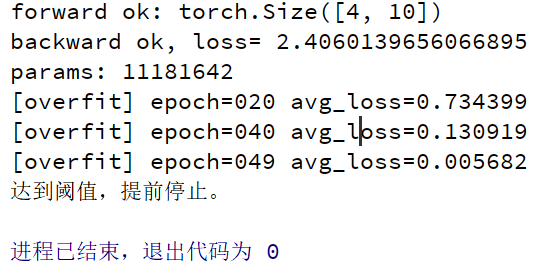 forward ok: torch.Size([4, 10])
backward ok, loss= 2.4060139656066895
params: 11181642
[overfit] epoch=020 avg_loss=0.734399
[overfit] epoch=040 avg_loss=0.130919
[overfit] epoch=049 avg_loss=0.005682
达到阈值，提前停止。
进程已结束，退出代码为 0